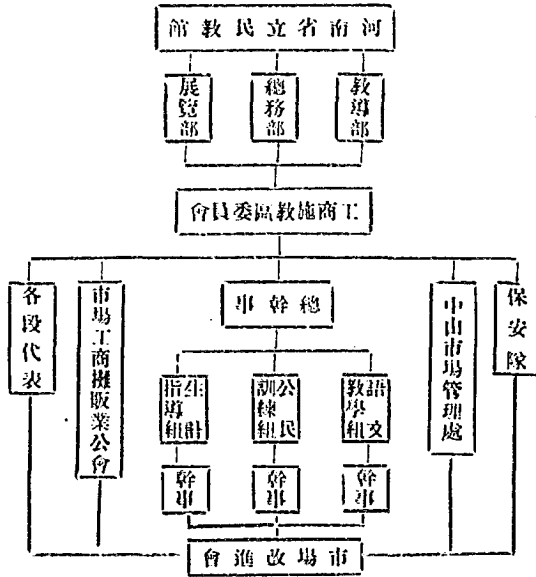 河南省立民教館
教導部
總務部
展覽部
工商施教區委員會
保安隊
中山市場管理處
總幹事
市場工商攤販業公會
各段代表
語文
教學組
公民
訓練組
生計
指導組
幹事
幹事
幹事
市場改進會